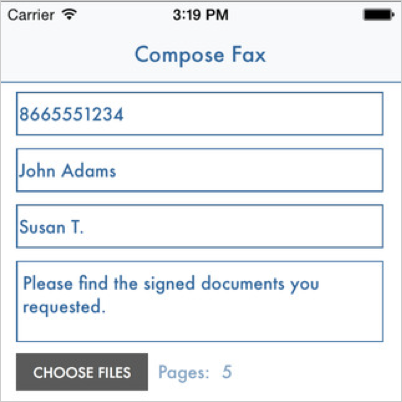 Carrier 3:19 PM
Compose Fax
8665551234
John Adams
Susan T.
Please find the signed documents you
requested.
CHOOSE FILES Pages: 5